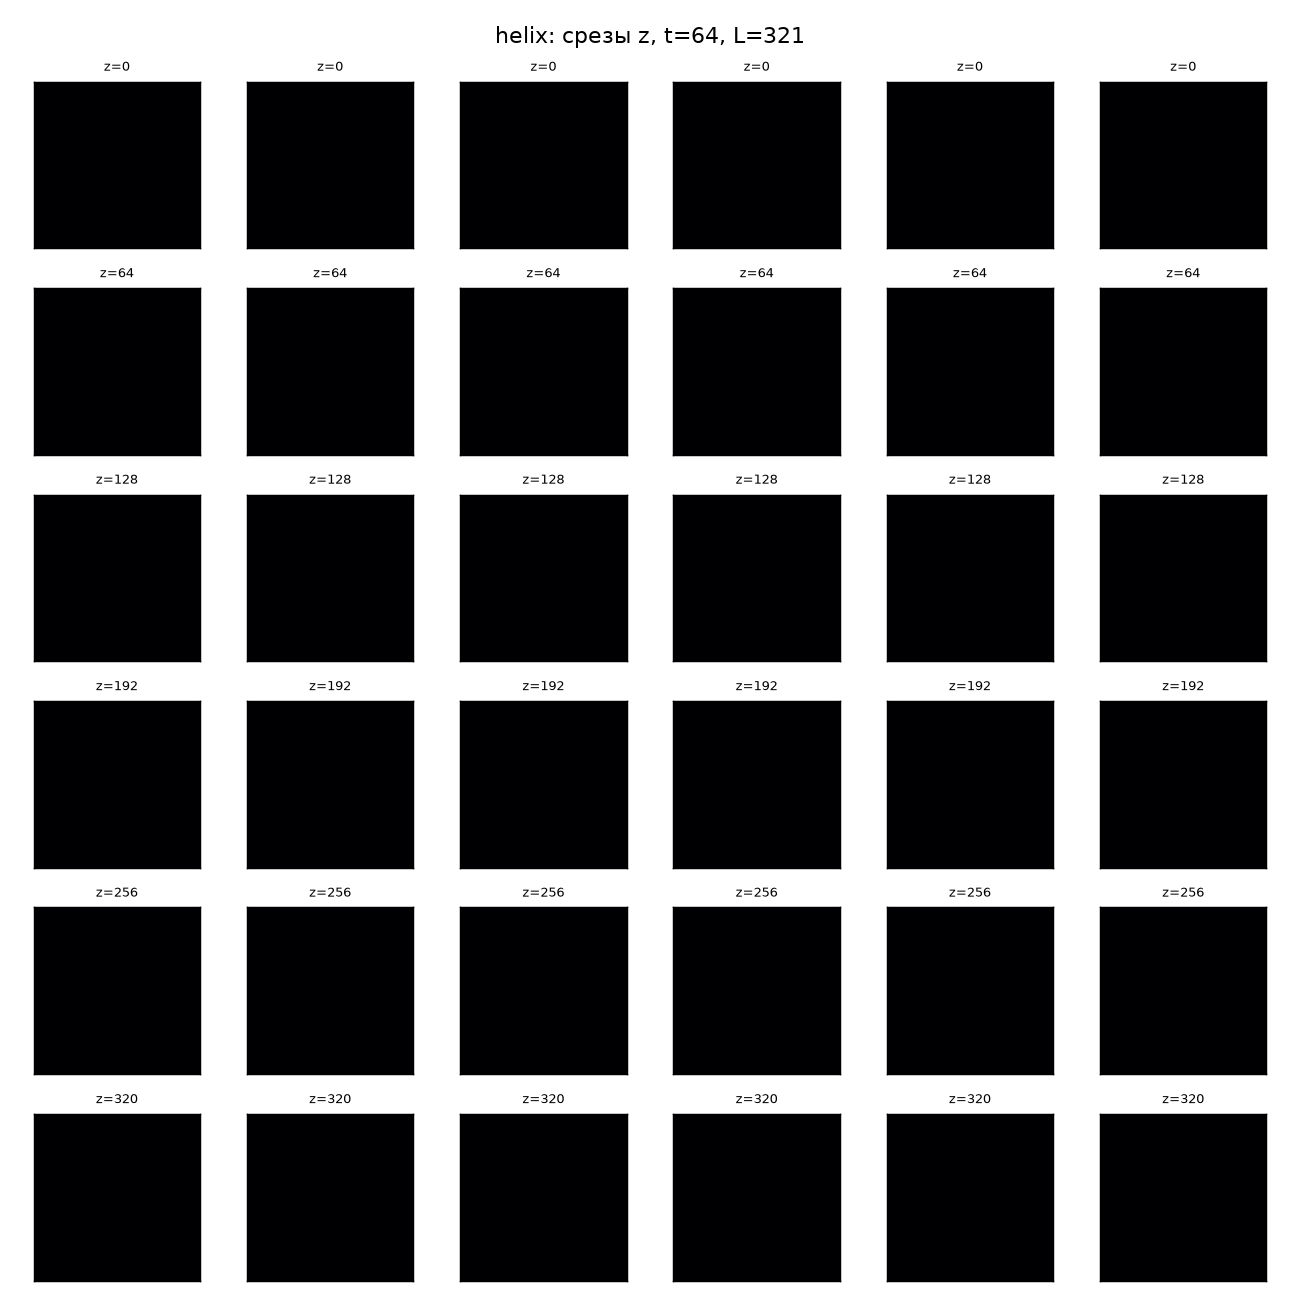 helix: срезы z, t=64, L=321
z=0 z=0 z=0 z=0 z=0 z=0
z=64 z=64 z=64 z=64 z=64 z=64
z=128 z=128 z=128 z=128 z=128 z=128
z=192 z=192 z=192 z=192 z=192 z=192
z=256 z=256 z=256 z=256 z=256 z=256
z=320 z=320 z=320 z=320 z=320 z=320